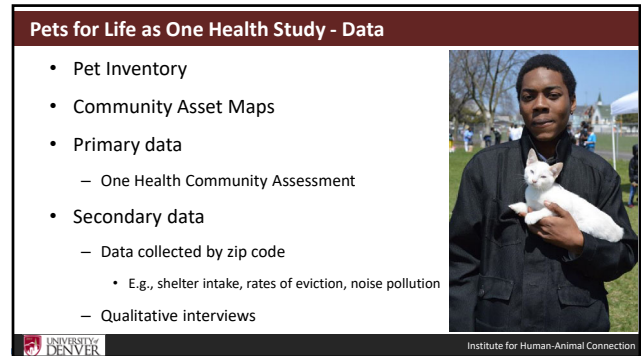 Pets for Life as One Health Study - Data
• Pet Inventory
• Community Asset Maps
• Primary data
– One Health Community Assessment
• Secondary data
– Data collected by zip code
• E.g., shelter intake, rates of eviction, noise pollution
– Qualitative interviews
UNIVERSITY of
DENVER
Institute for Human-Animal Connection